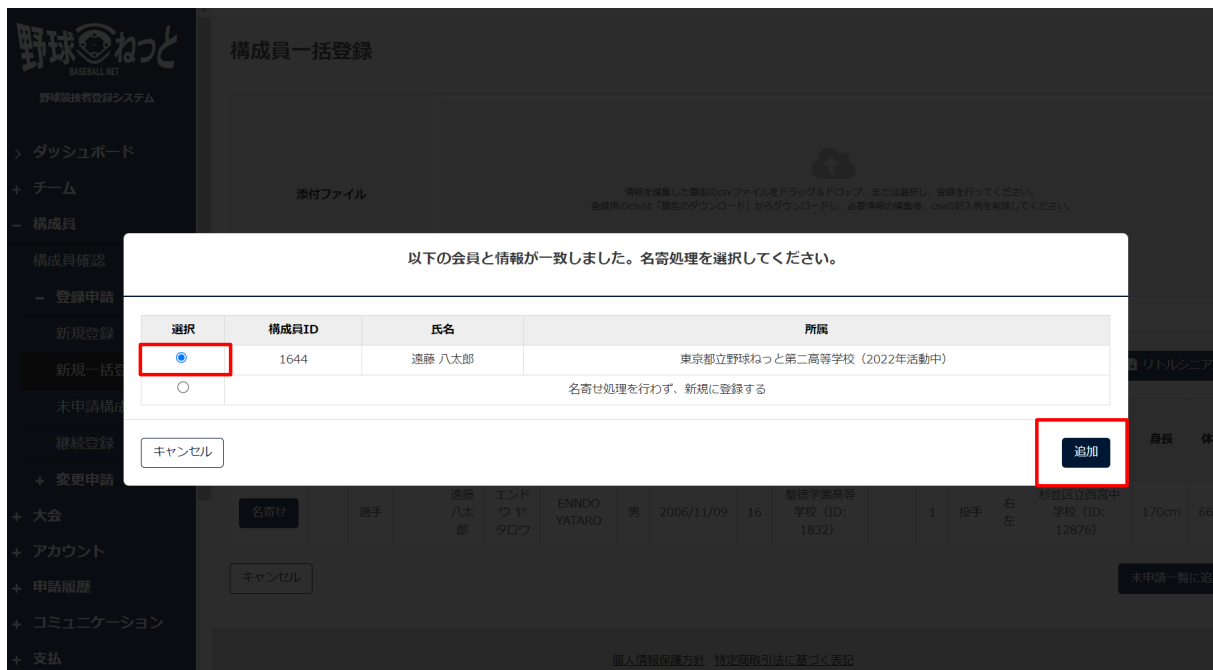 野球ねっと
BASEBALL NET
野球競技者登録システム
> ダッシュボード
+ チーム
− 構成員
構成員確認
− 登録申請
新規登録
新規一括登
未申請構成
継続登録
+ 変更申請
+ 大会
+ アカウント
+ 申請履歴
+ コミュニケーション
+ 支払
構成員一括登録
添付ファイル
情報を編集した雛型のcsvファイルをドラッグ&ドロップ、または選択し、登録を行ってください。
登録用のcsvは「雛型のダウンロード」からダウンロードし、必要情報の編集後、csvの記入例を削除してください。
以下の会員と情報が一致しました。名寄処理を選択してください。
選択 構成員ID 氏名 所属
1644 遠藤 八太郎 東京都立野球ねっと第二高等学校（2022年活動中）
名寄せ処理を行わず、新規に登録する
キャンセル 追加
リトルシニア
身長 体
名寄せ 選手 遠藤 八太郎 エンドウ ヤタロウ ENNDO YATARO 男 2006/11/09 16 聖徳学園高等学校（ID: 1832） 1 投手 右左 杉並区立西宮中学校（ID: 12876） 170cm 66
キャンセル 未申請一覧に追
個人情報保護方針 特定商取引法に基づく表記